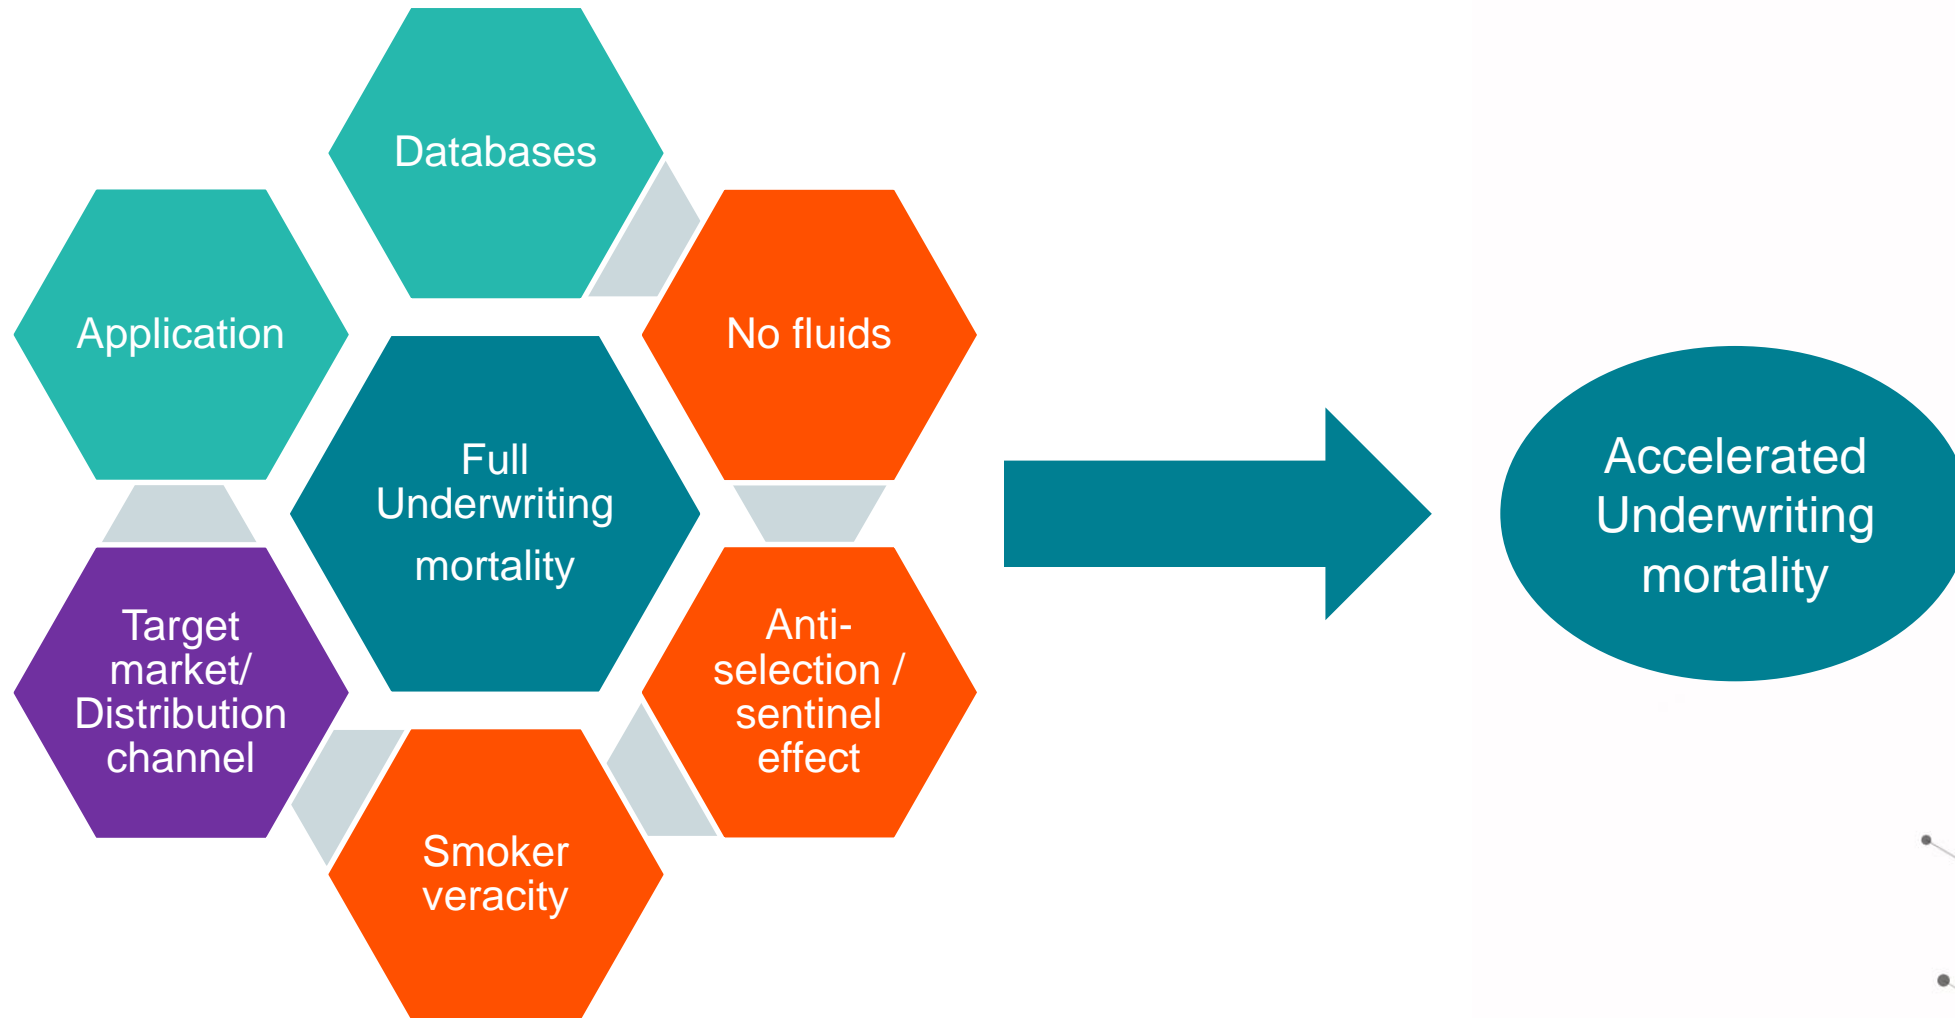 Databases
Application
No fluids
Full
Underwriting
mortality
Target
market/
Distribution
channel
Anti-
selection /
sentinel
effect
Smoker
veracity
Accelerated
Underwriting
mortality